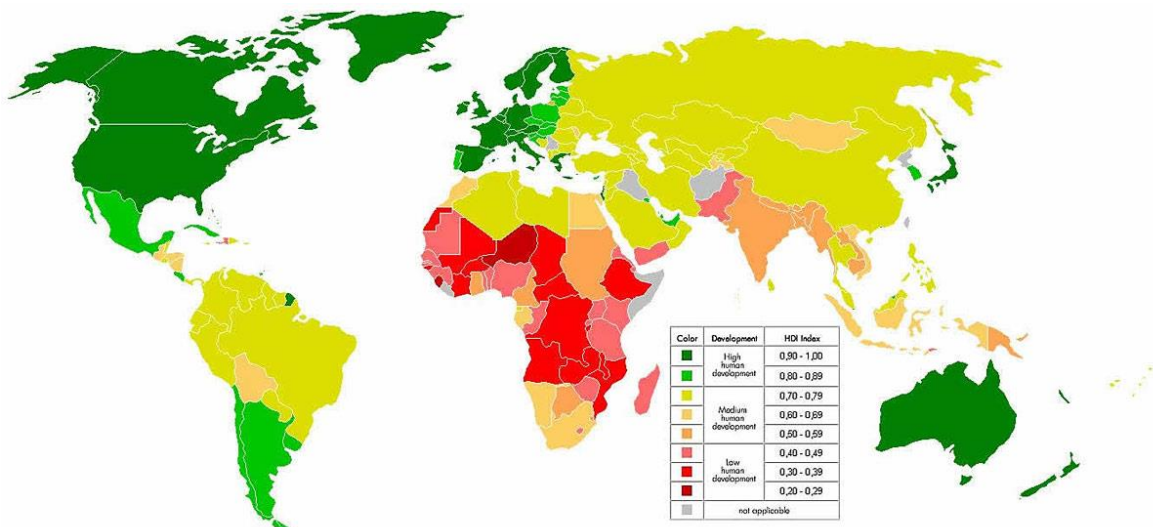 Color Development HDI Index
High human development
0,90 - 1,00
0,80 - 0,89
Medium human development
0,70 - 0,79
0,60 - 0,69
0,50 - 0,59
Low human development
0,40 - 0,49
0,30 - 0,39
0,20 - 0,29
not applicable